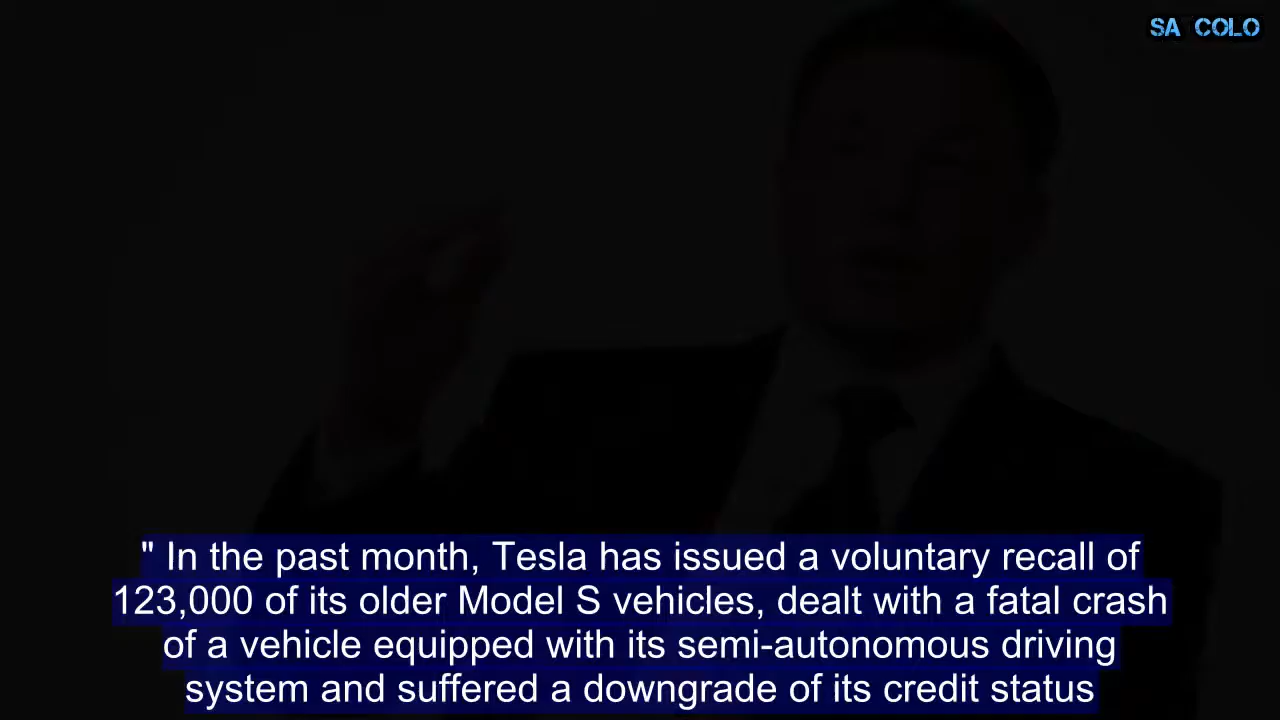 SA COLO
" In the past month, Tesla has issued a voluntary recall of
123,000 of its older Model S vehicles, dealt with a fatal crash
of a vehicle equipped with its semi-autonomous driving
system and suffered a downgrade of its credit status